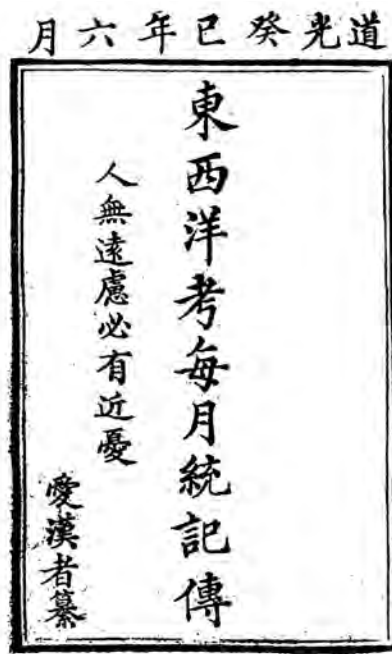 道光癸巳年六月
東西洋考每月統記傳
人無遠慮必有近憂
愛漢者纂